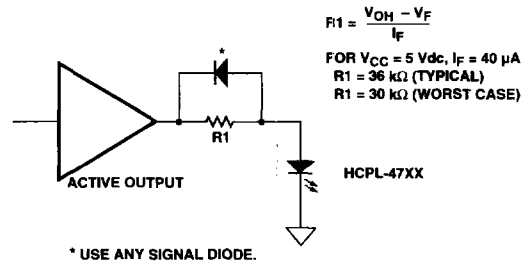 R1 = (VOH – VF) / IF
FOR VCC = 5 Vdc, IF = 40 μA
R1 = 36 kΩ (TYPICAL)
R1 = 30 kΩ (WORST CASE)
*
R1
ACTIVE OUTPUT
HCPL-47XX
* USE ANY SIGNAL DIODE.